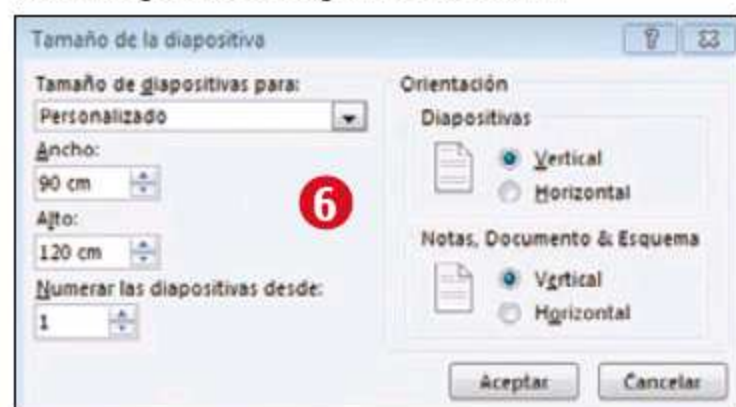 Tamaño de la diapositiva
Tamaño de diapositivas para:
Personalizado
Ancho:
90 cm
Alto:
120 cm
Numerar las diapositivas desde:
1
6
Orientación
Diapositivas
Vertical
Horizontal
Notas, Documento & Esquema
Vertical
Horizontal
Aceptar
Cancelar